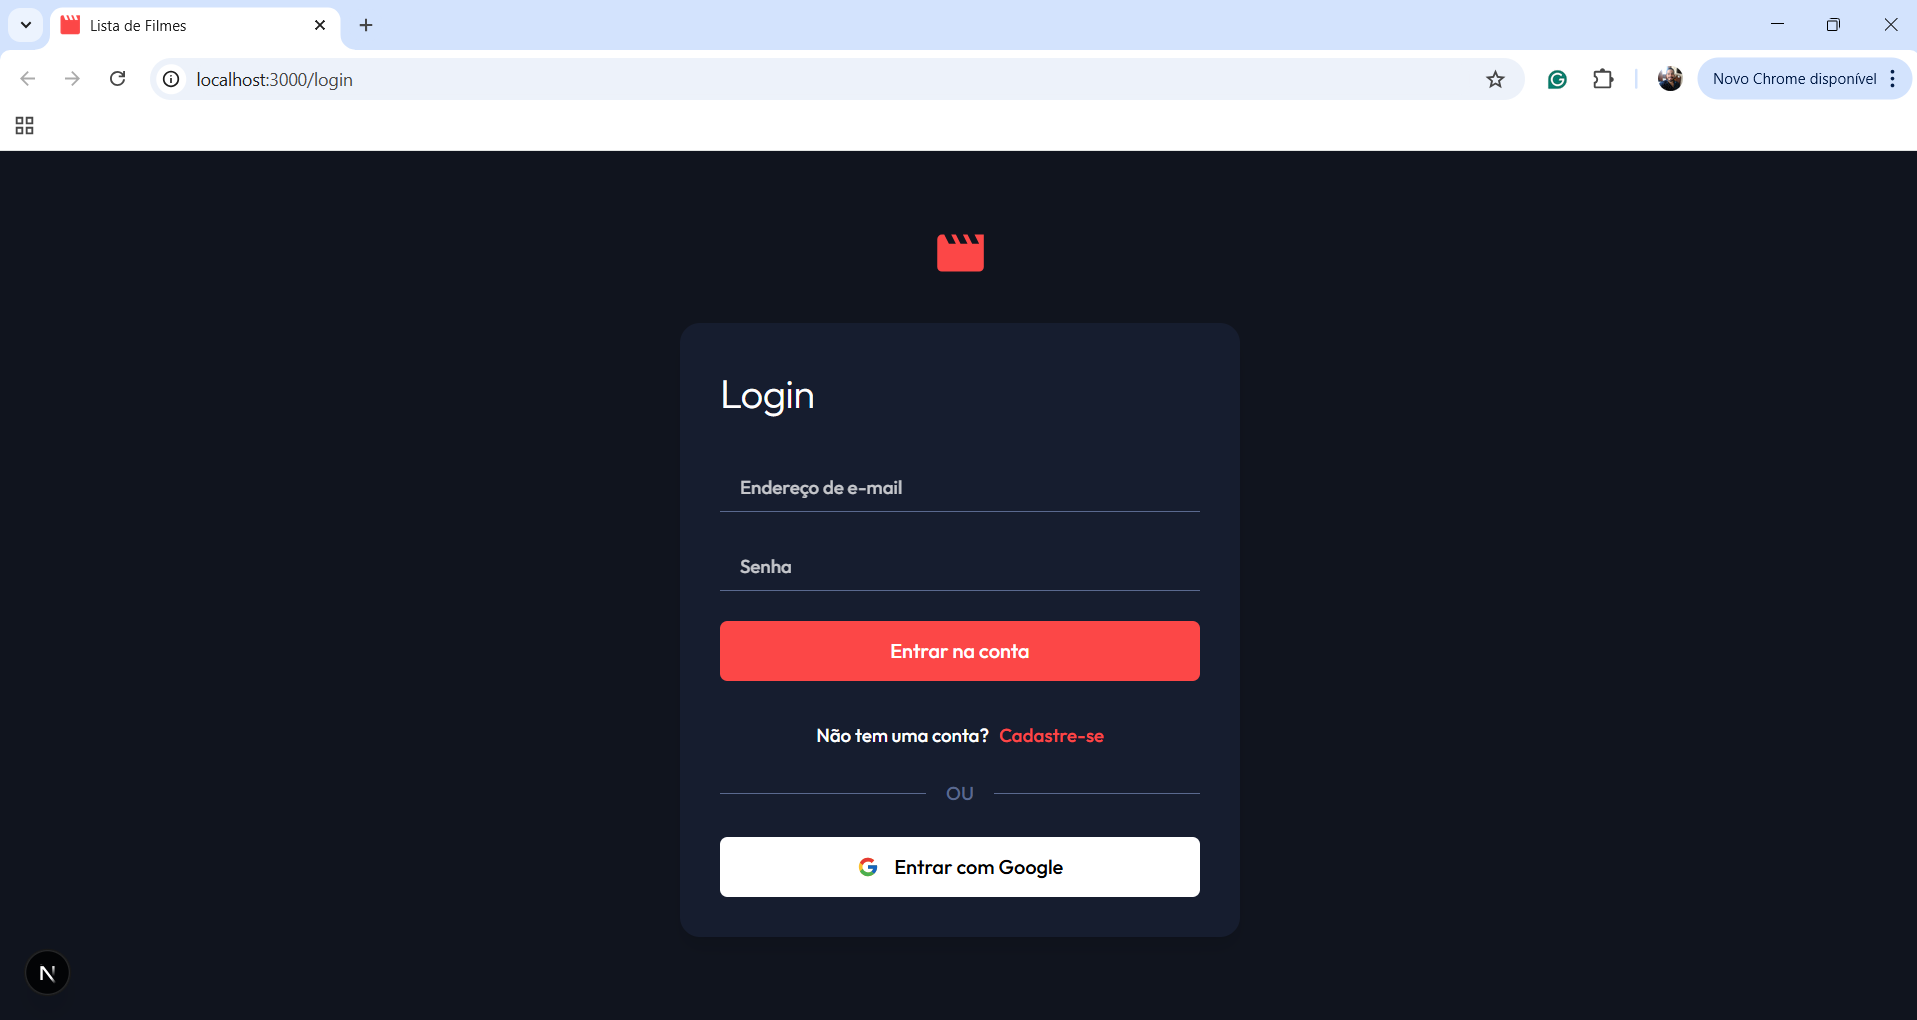 Lista de Filmes
localhost:3000/login
Novo Chrome disponível
Login
Endereço de e-mail
Senha
Entrar na conta
Não tem uma conta? Cadastre-se
OU
Entrar com Google
N